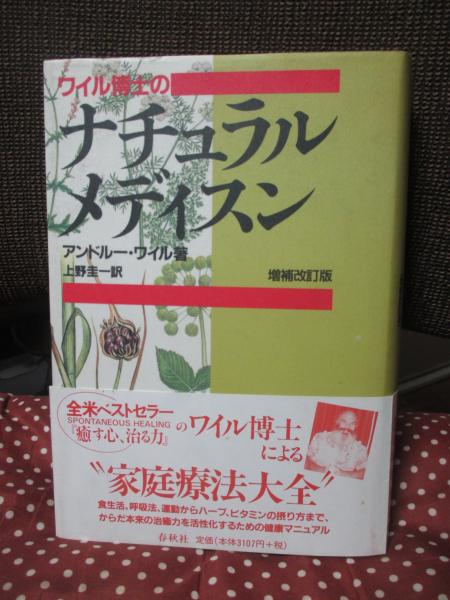 ワイル博士の
ナチュラル
メディスン
アンドルー・ワイル著
上野圭一訳
増補改訂版
全米ベストセラー
SPONTANEOUS HEALING
『癒す心、治る力』
のワイル博士
による
"家庭療法大全"
食生活、呼吸法、運動からハーブ、ビタミンの摂り方まで、
からだ本来の治癒力を活性化するための健康マニュアル
春秋社 定価(本体3107円+税)